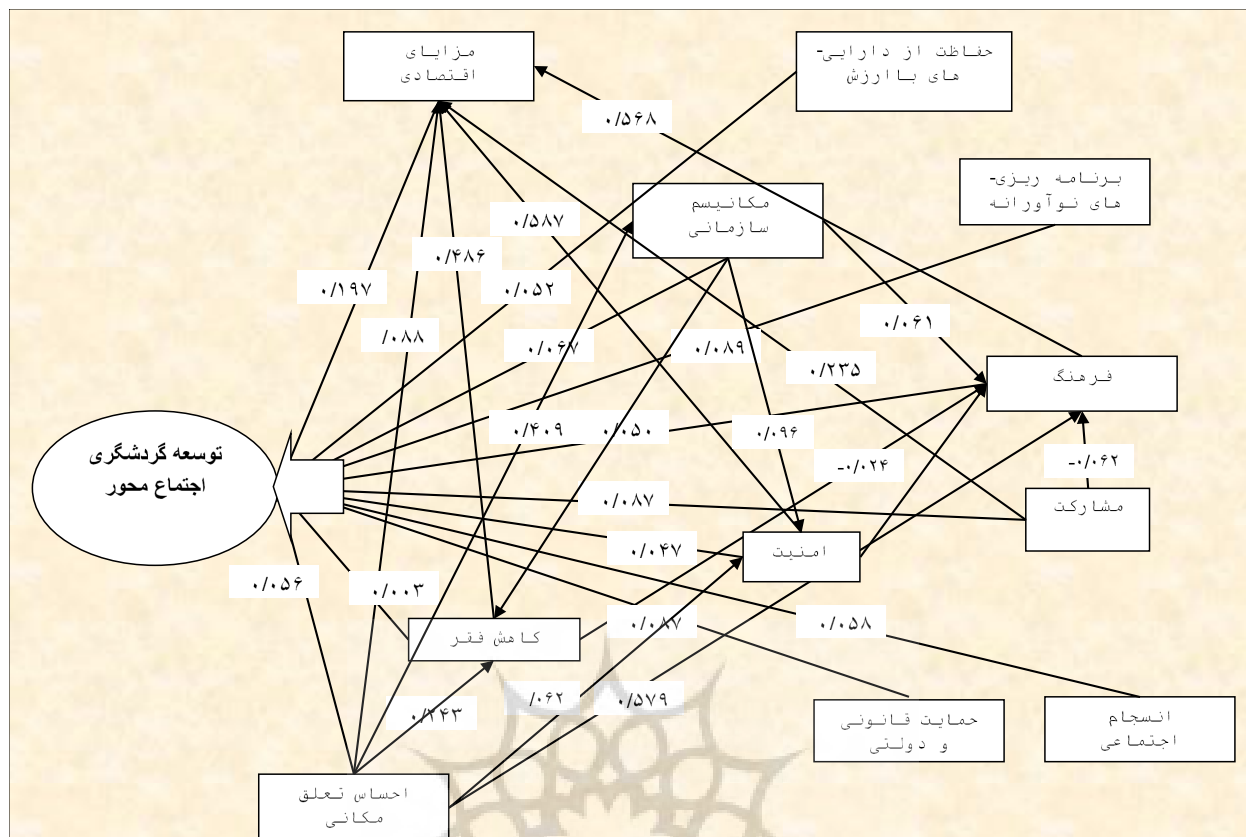 مزایای
اقتصادی
حفاظت از دارایی-
های باارزش
۰/۵۶۸
برنامه ریزی-
های نوآورانه
مکانیسم
سازمانی
۰/۵۸۷
۰/۴۸۶
۰/۱۹۷
۰/۰۵۲
/۰۸۸
۰/۰۶۷
۰/۰۸۹
۰/۰۶۱
۰/۲۳۵
فرهنگ
۰/۴۰۹
۰/۰۵۰
۰/۰۹۶
-۰/۰۲۴
-۰/۰۶۲
توسعه گردشگری
اجتماع محور
۰/۰۸۷
مشارکت
۰/۰۴۷
امنیت
۰/۰۵۶
۰/۰۰۳
کاهش فقر
۰/۰۸۷
۰/۰۵۸
۰/۲۴۳
/۰۶۲
۰/۵۷۹
حمایت قانونی
و دولتی
انسجام
اجتماعی
احساس تعلق
مکانی